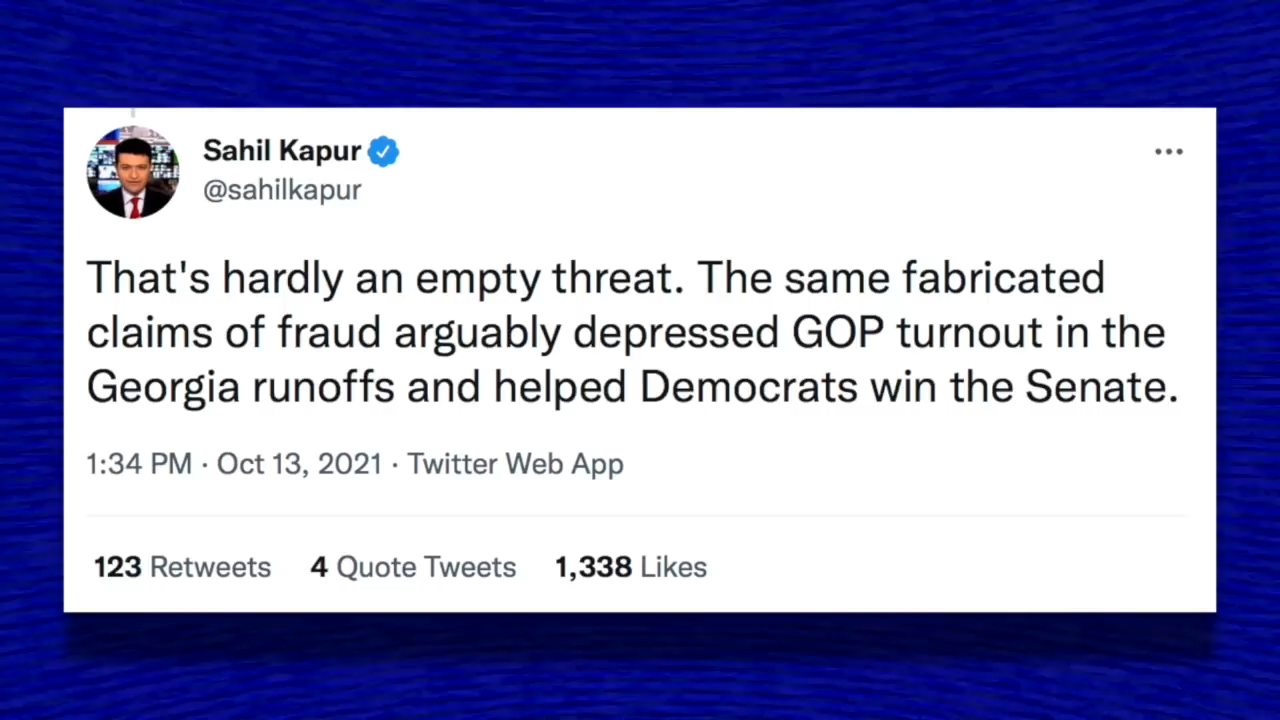 Sahil Kapur
@sahilkapur
That's hardly an empty threat. The same fabricated
claims of fraud arguably depressed GOP turnout in the
Georgia runoffs and helped Democrats win the Senate.
1:34 PM · Oct 13, 2021 · Twitter Web App
123 Retweets 4 Quote Tweets 1,338 Likes